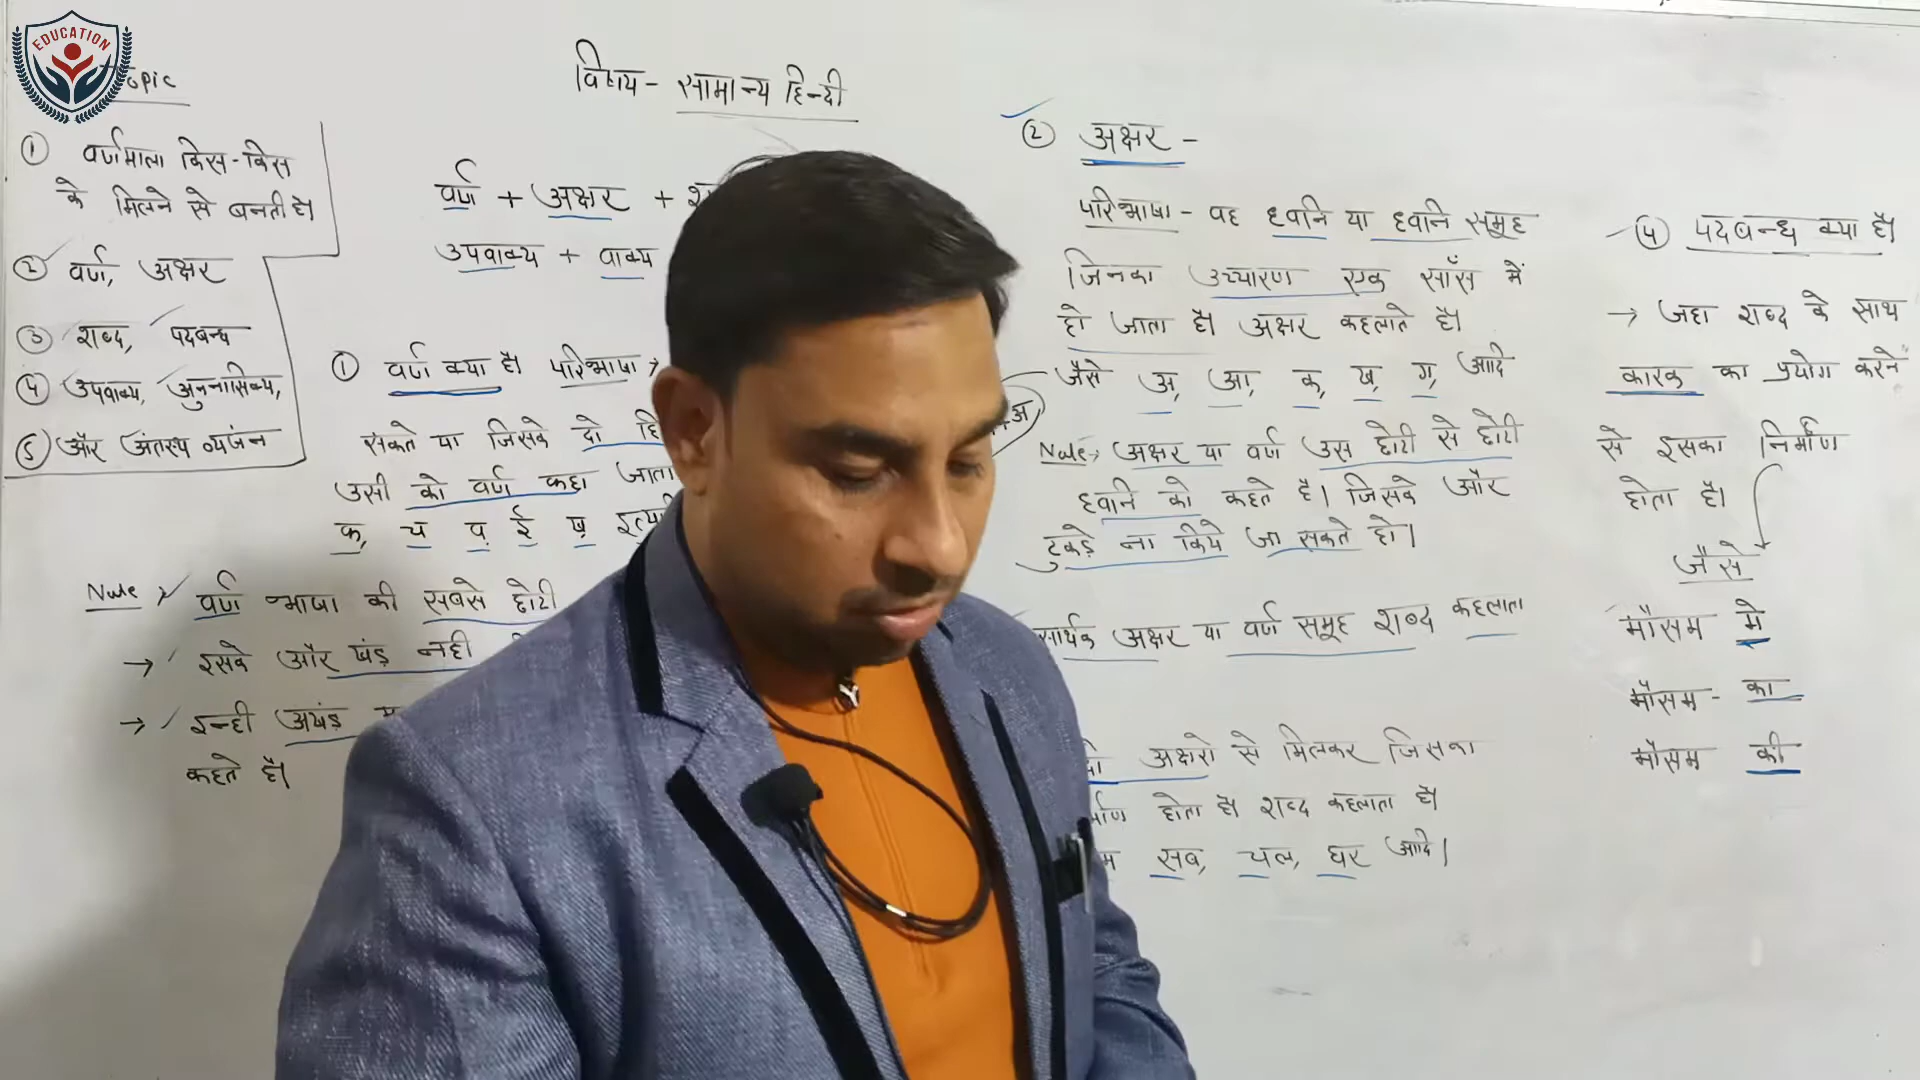 EDUCATION
विषय - सामान्य हिन्दी
① वर्णमाला किस-किस
के मिलने से बनती है।
② वर्ण, अक्षर
③ शब्द, पदबन्ध
④ उपवाक्य, अनुनासिक्य,
⑤ और अंतस्थ व्यजंन
वर्ण + अक्षर +
उपवाक्य + वाक्य
① वर्ण क्या है। परिभाषा →
सकते या जिसके दो
उसी को वर्ण कहा जाता
क, च प ई ख
Note → वर्ण भाषा की सबसे छोटी
→ इसके और खंड़ नही
→ इन्ही अखंड
कहते है।
② अक्षर -
परिभाषा - वह ध्वनि या ध्वनि समूह
जिनका उच्चारण एक साँस में
हो जाता है। अक्षर कहलाते है।
जैसे अ, आ, क, ख, ग, आदि
Note → अक्षर या वर्ण उस छोटी से छोटी
ध्वनि को कहते है। जिसके और
टुकड़े ना किये जा सकते हो।
सार्थक अक्षर या वर्ण समूह शब्द कहलाता
अक्षरो से मिलकर जिसका
होता है शब्द कहलाता है।
सब, चल, घर आदि।
④ पदबन्ध क्या है।
→ जहा शब्द के साथ
कारक का प्रयोग करने
से इसका निर्माण
होता है।
जैसे
मौसम मे
मौसम - का
मौसम की